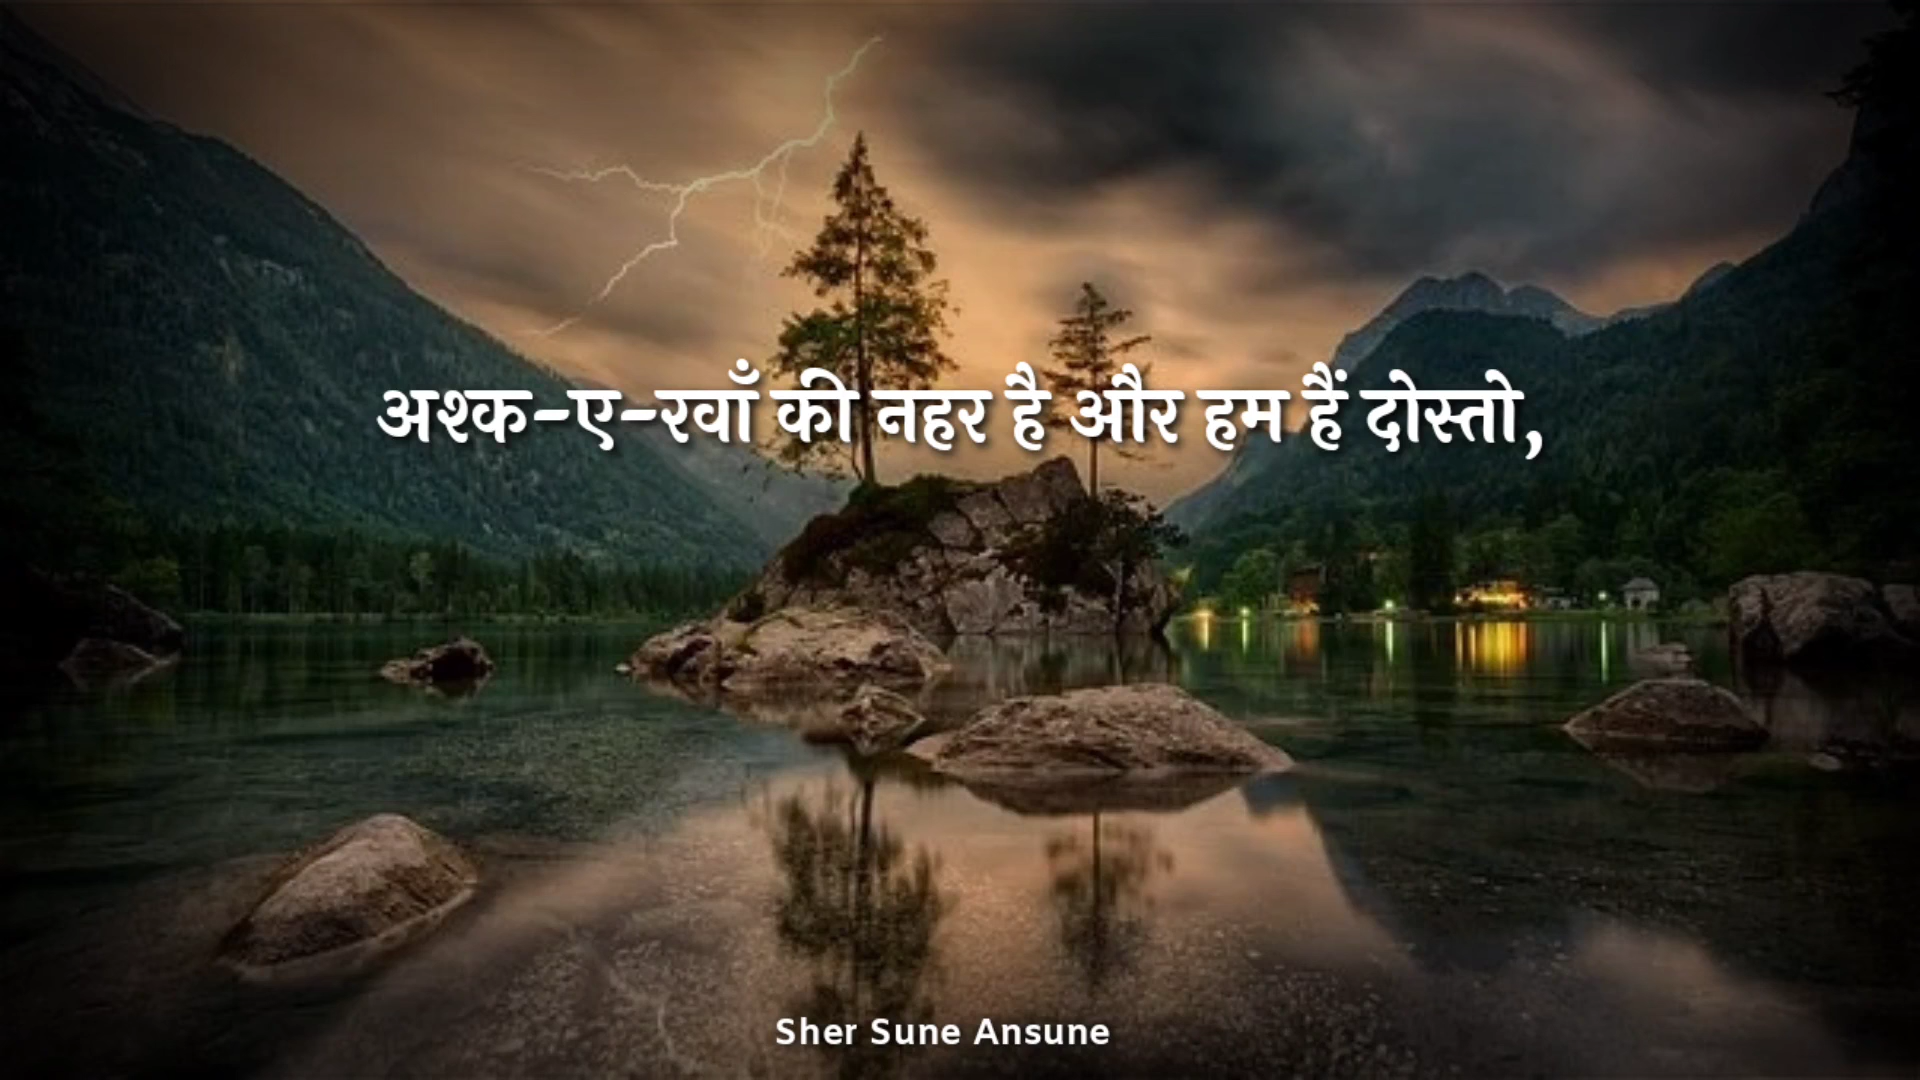 अश्क-ए-रवाँ की नहर है और हम हैं दोस्तो,
Sher Sune Ansune